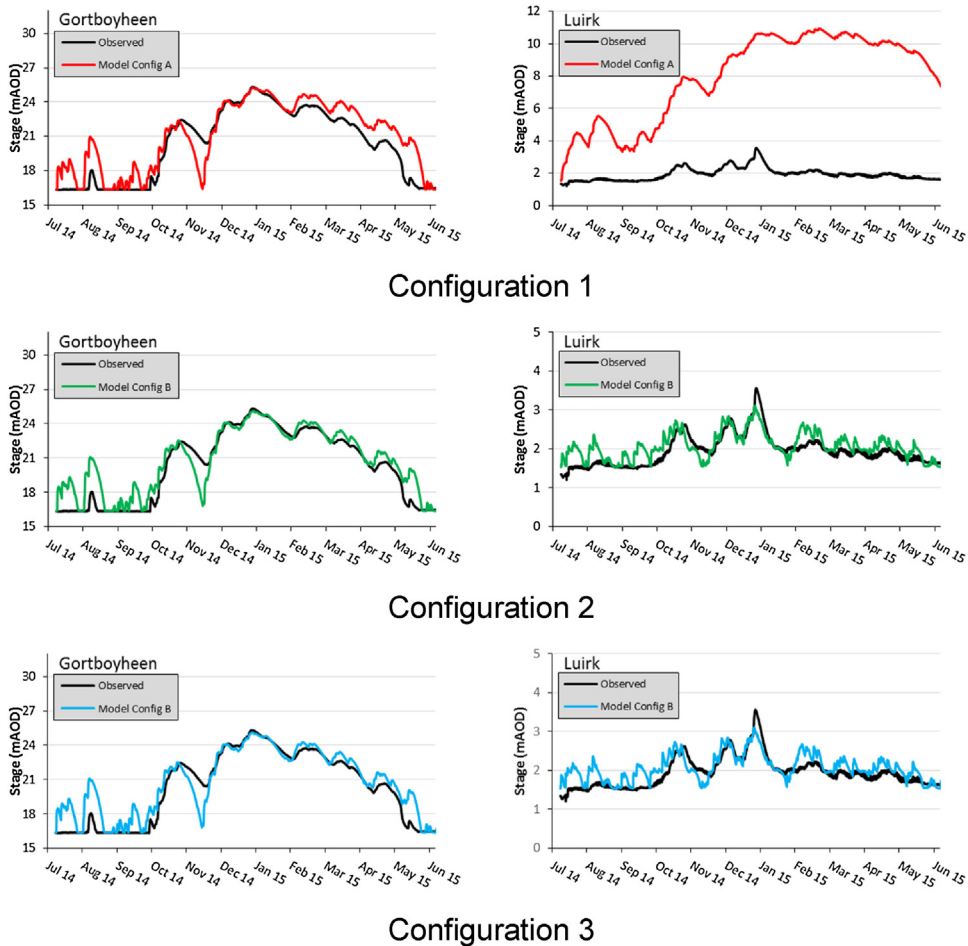 Gortboyheen
Observed
Model Config A
Stage (mAOD)
30
27
24
21
18
15
Jul 14 Aug 14 Sep 14 Oct 14 Nov 14 Dec 14 Jan 15 Feb 15 Mar 15 Apr 15 May 15 Jun 15
Luirk
Observed
Model Config A
Stage (mAOD)
12
10
8
6
4
2
0
Jul 14 Aug 14 Sep 14 Oct 14 Nov 14 Dec 14 Jan 15 Feb 15 Mar 15 Apr 15 May 15 Jun 15
Configuration 1
Gortboyheen
Observed
Model Config B
Stage (mAOD)
30
27
24
21
18
15
Jul 14 Aug 14 Sep 14 Oct 14 Nov 14 Dec 14 Jan 15 Feb 15 Mar 15 Apr 15 May 15 Jun 15
Luirk
Observed
Model Config B
Stage (mAOD)
5
4
3
2
1
0
Jul 14 Aug 14 Sep 14 Oct 14 Nov 14 Dec 14 Jan 15 Feb 15 Mar 15 Apr 15 May 15 Jun 15
Configuration 2
Gortboyheen
Observed
Model Config B
Stage (mAOD)
30
27
24
21
18
15
Jul 14 Aug 14 Sep 14 Oct 14 Nov 14 Dec 14 Jan 15 Feb 15 Mar 15 Apr 15 May 15 Jun 15
Luirk
Observed
Model Config B
Stage (mAOD)
5
4
3
2
1
0
Jul 14 Aug 14 Sep 14 Oct 14 Nov 14 Dec 14 Jan 15 Feb 15 Mar 15 Apr 15 May 15 Jun 15
Configuration 3